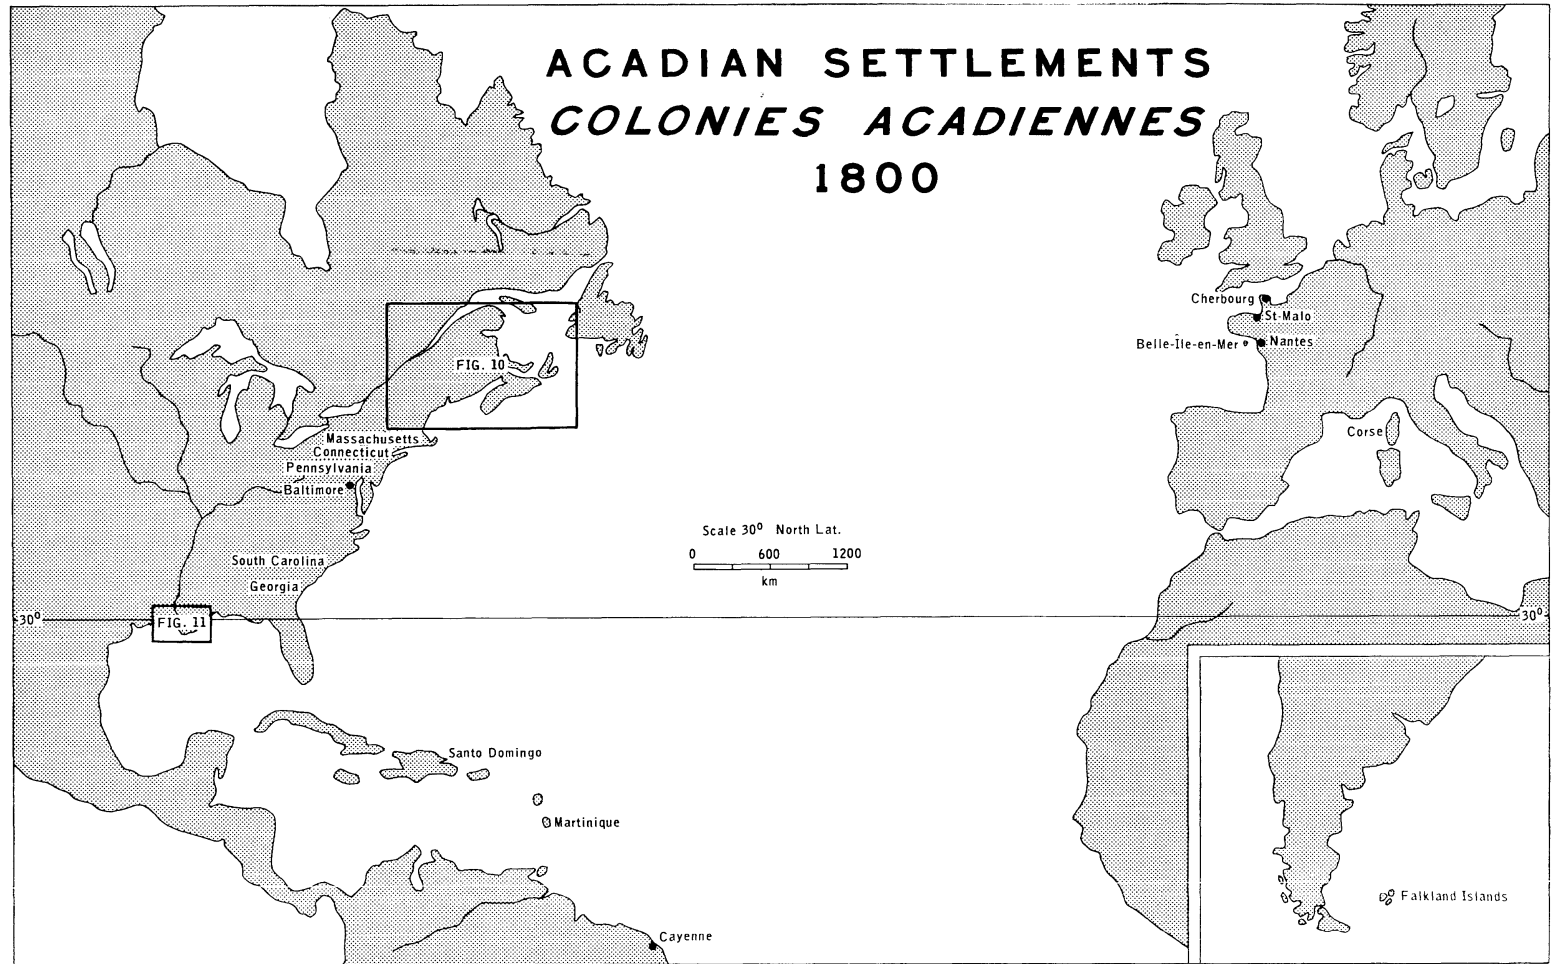 ACADIAN SETTLEMENTS
COLONIES ACADIENNES
1800
Cherbourg
St-Malo
Belle-Île-en-Mer
Nantes
FIG. 10
Corse
Massachusetts
Connecticut
Pennsylvania
Baltimore
Scale 30° North Lat.
0 600 1200
km
South Carolina
Georgia
30°
FIG. 11
30°
Santo Domingo
Martinique
Falkland Islands
Cayenne